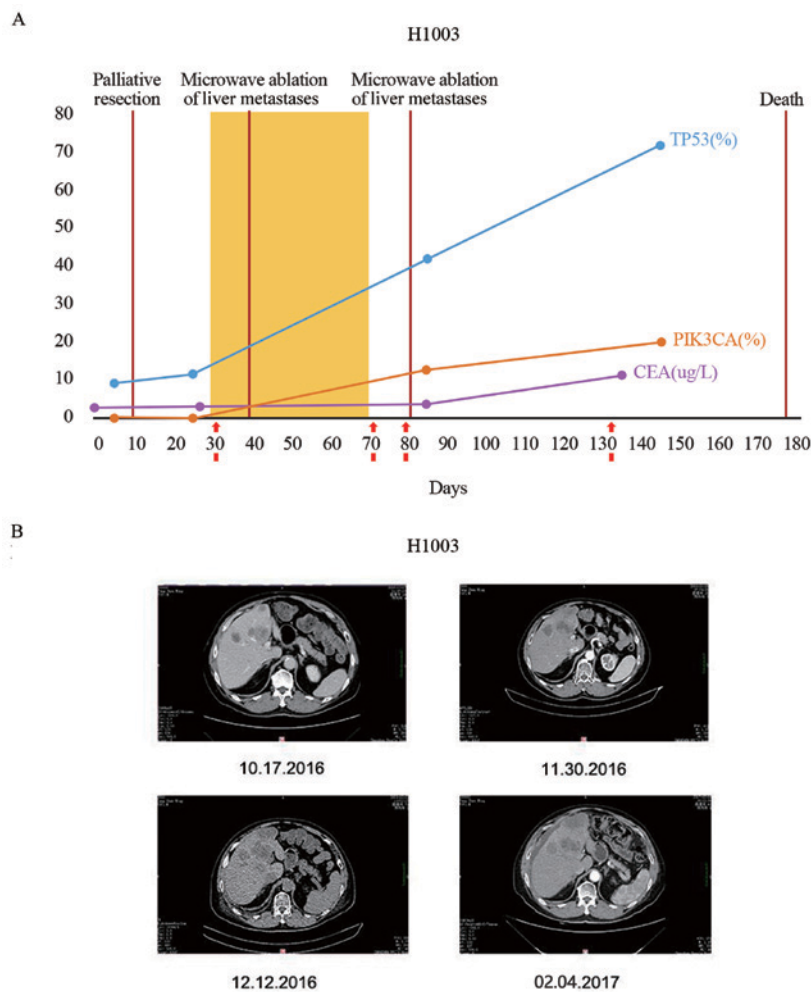 A
H1003
Palliative
resection
Microwave ablation
of liver metastases
Microwave ablation
of liver metastases
Death
80
70
60
50
40
30
20
10
0
TP53(%)
PIK3CA(%)
CEA(ug/L)
0 10 20 30 40 50 60 70 80 90 100 110 120 130 140 150 160 170 180
Days
B
H1003
10.17.2016
11.30.2016
12.12.2016
02.04.2017